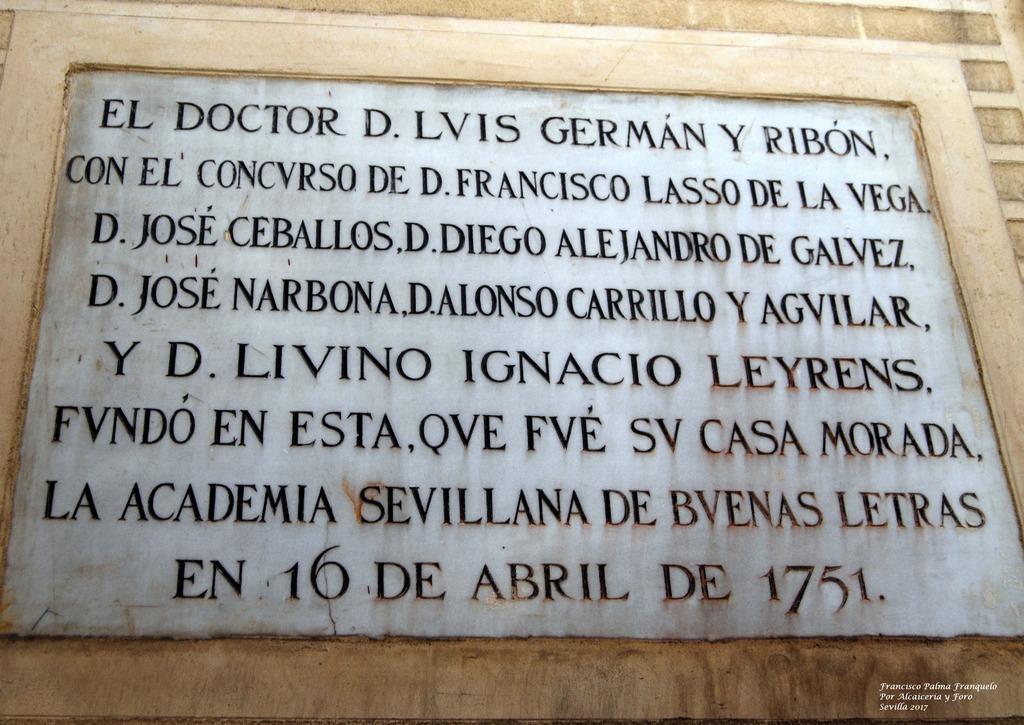 EL DOCTOR D. LVIS GERMÁN Y RIBÓN,
CON EL CONCVRSO DE D. FRANCISCO LASSO DE LA VEGA.
D. JOSÉ CEBALLOS, D. DIEGO ALEJANDRO DE GALVEZ,
D. JOSÉ NARBONA, D. ALONSO CARRILLO Y AGVILAR,
Y D. LIVINO IGNACIO LEYRENS,
FVNDÓ EN ESTA, QVE FVÉ SV CASA MORADA,
LA ACADEMIA SEVILLANA DE BVENAS LETRAS
EN 16 DE ABRIL DE 1751.
Francisco Palma Franquelo
Por Alcaiceria y Foro
Sevilla 2017